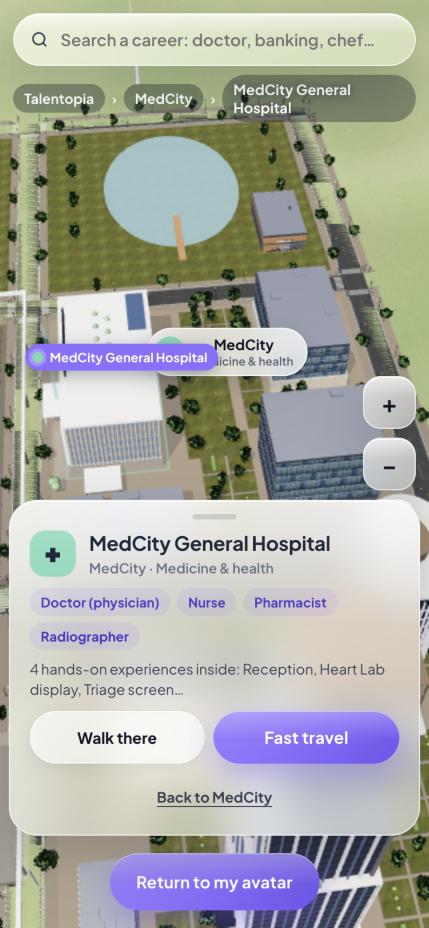 Search a career: doctor, banking, chef…
Talentopia › MedCity › MedCity General
Hospital
MedCity
MedCity General Hospital
& health
MedCity General Hospital
MedCity · Medicine & health
Doctor (physician) Nurse Pharmacist
Radiographer
4 hands-on experiences inside: Reception, Heart Lab
display, Triage screen…
Walk there Fast travel
Back to MedCity
Return to my avatar